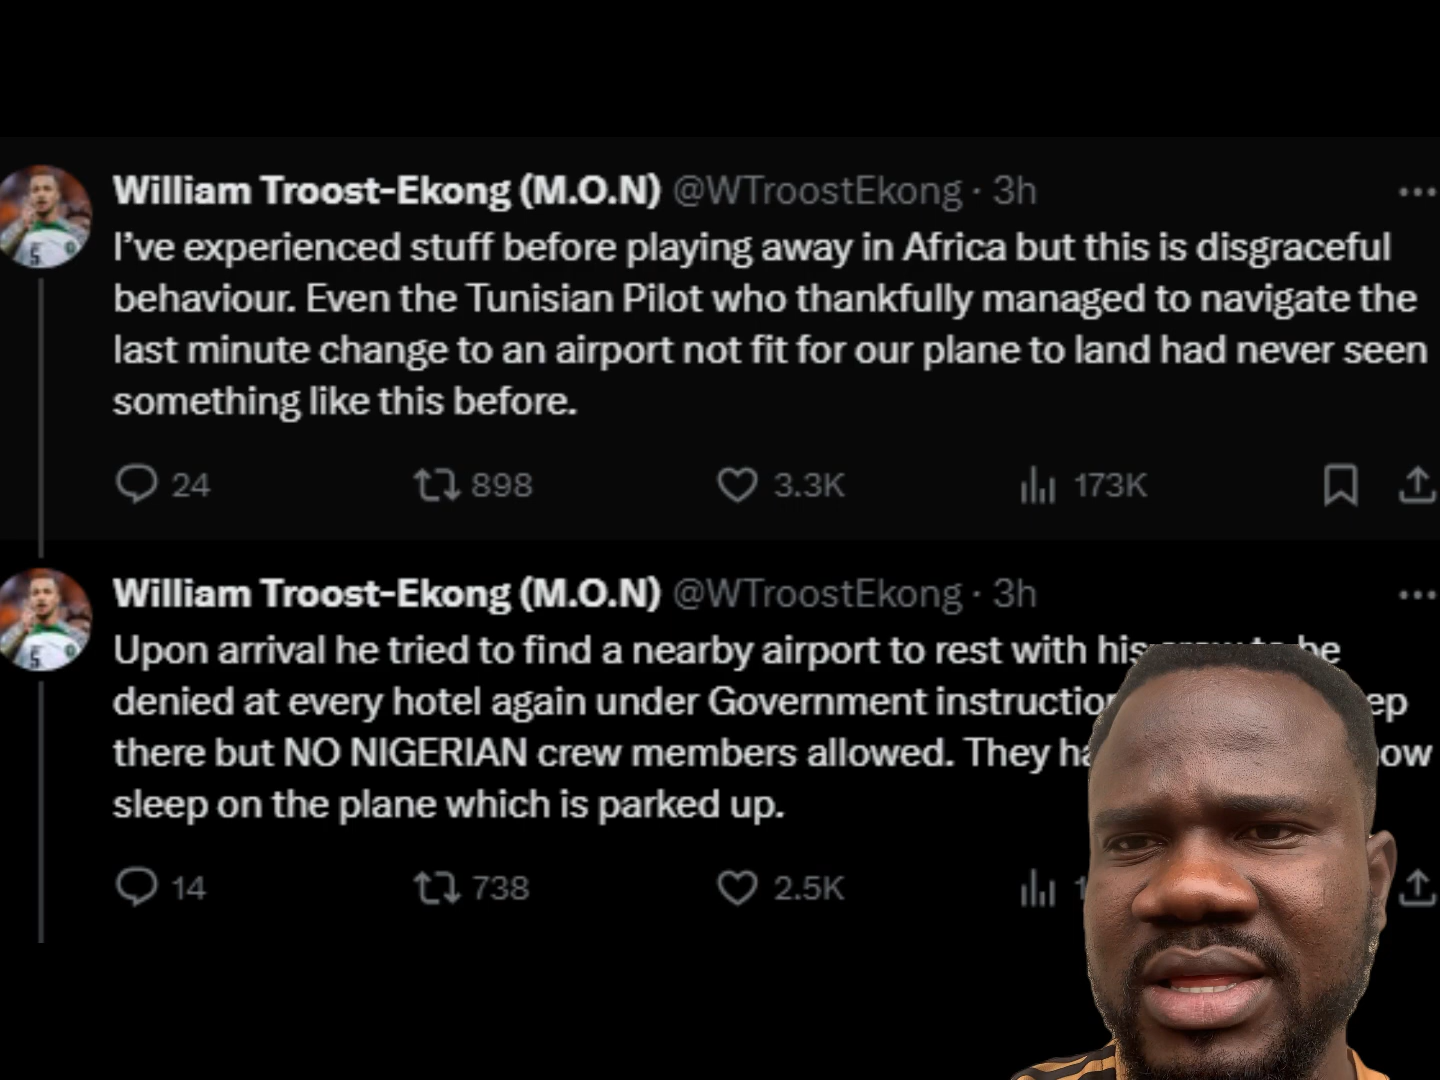 William Troost-Ekong (M.O.N) @WTroostEkong · 3h
I’ve experienced stuff before playing away in Africa but this is disgraceful
behaviour. Even the Tunisian Pilot who thankfully managed to navigate the
last minute change to an airport not fit for our plane to land had never seen
something like this before.
24 898 3.3K 173K
William Troost-Ekong (M.O.N) @WTroostEkong · 3h
Upon arrival he tried to find a nearby airport to rest with his be
denied at every hotel again under Government
there but NO NIGERIAN crew members allowed. They
sleep on the plane which is parked up.
14 738 2.5K